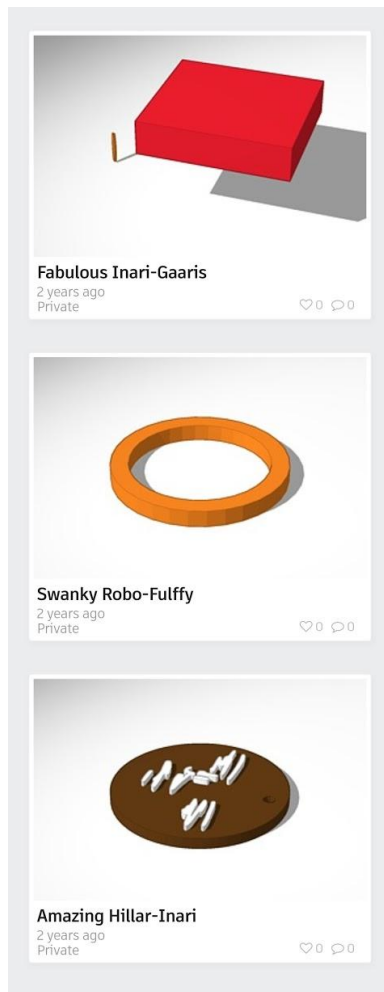 Fabulous Inari-Gaaris
2 years ago
Private
0 0
Swanky Robo-Fulffy
2 years ago
Private
0 0
Amazing Hillar-Inari
2 years ago
Private
0 0